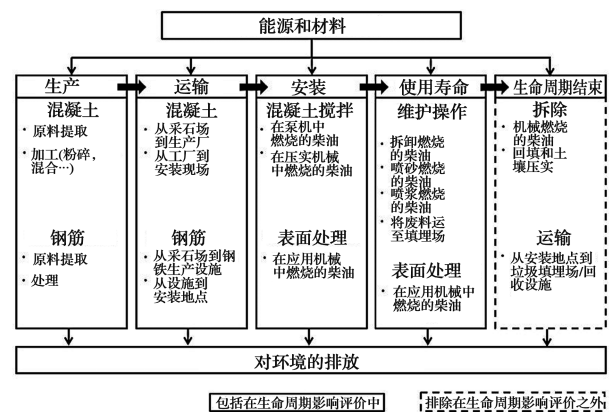 能源和材料
生产
混凝土
· 原料提取
· 加工(粉碎,
混合…)
钢筋
· 原料提取
· 处理
运输
混凝土
· 从采石场
到生产厂
· 从工厂到
安装现场
钢筋
· 从采石场到钢
铁生产设施
· 从设施到
安装地点
安装
混凝土搅拌
· 在泵机中
燃烧的柴油
· 在压实机械
中燃烧的柴油
表面处理
· 在应用机械
中燃烧的柴油
使用寿命
维护操作
· 拆卸燃烧
的柴油
· 喷砂燃烧
的柴油
· 喷浆燃烧
的柴油
· 将废料运
至填埋场
表面处理
· 在应用机械中
燃烧的柴油
生命周期结束
拆除
· 机械燃烧
的柴油
· 回填和土
壤压实
运输
· 从安装地点到
垃圾填埋场/回
收设施
对环境的排放
包括在生命周期影响评价中
排除在生命周期影响评价之外